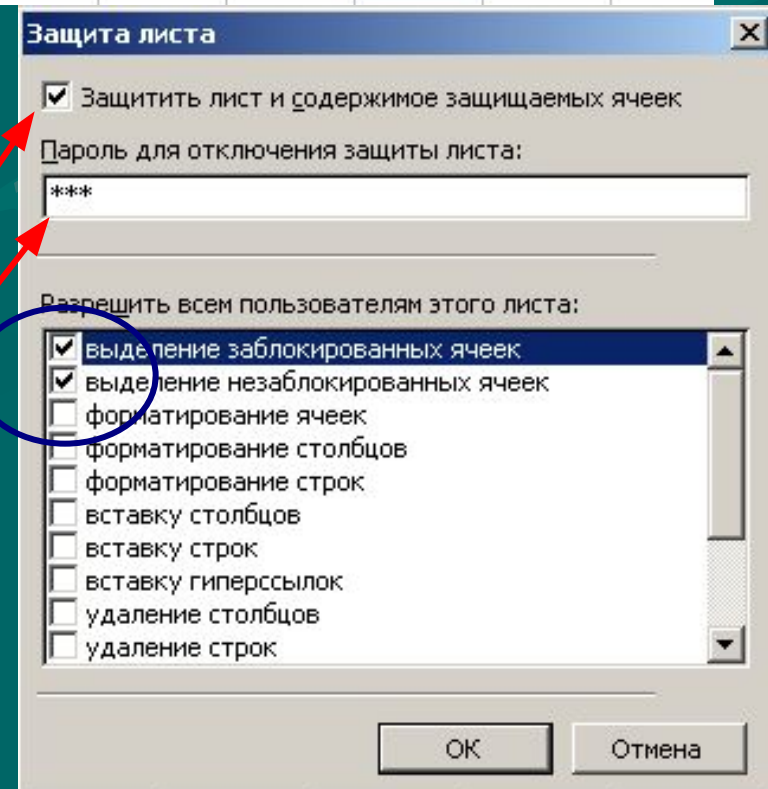 Защита листа
Защитить лист и содержимое защищаемых ячеек
Пароль для отключения защиты листа:
***
Разрешить всем пользователям этого листа:
выделение заблокированных ячеек
выделение незаблокированных ячеек
форматирование ячеек
форматирование столбцов
форматирование строк
вставку столбцов
вставку строк
вставку гиперссылок
удаление столбцов
удаление строк
ОК
Отмена